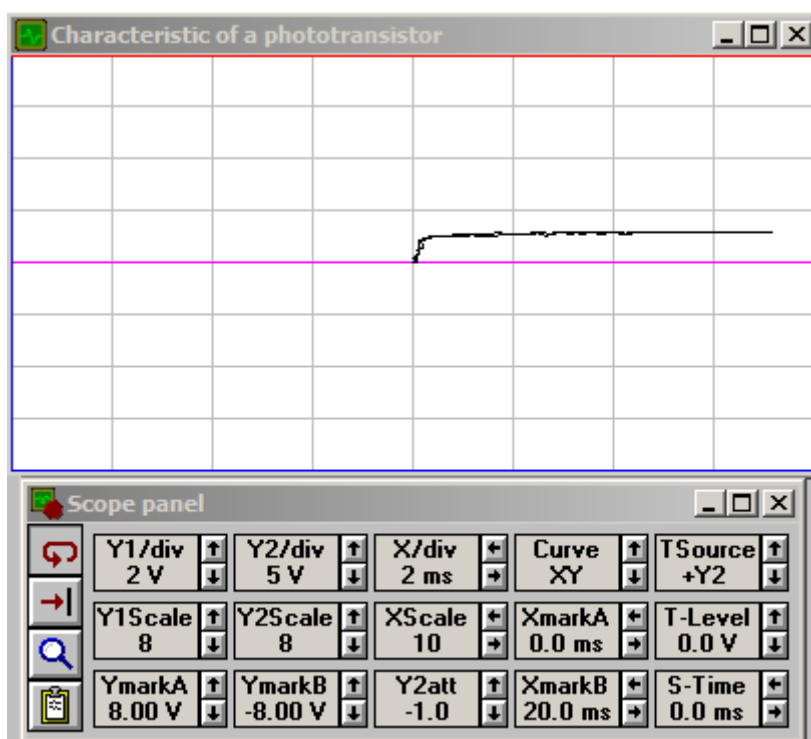 Characteristic of a phototransistor
Scope panel
Y1/div Y2/div X/div Curve TSource
2 V 5 V 2 ms XY +Y2
Y1Scale Y2Scale XScale XmarkA T-Level
8 8 10 0.0 ms 0.0 V
YmarkA YmarkB Y2att XmarkB S-Time
8.00 V -8.00 V -1.0 20.0 ms 0.0 ms